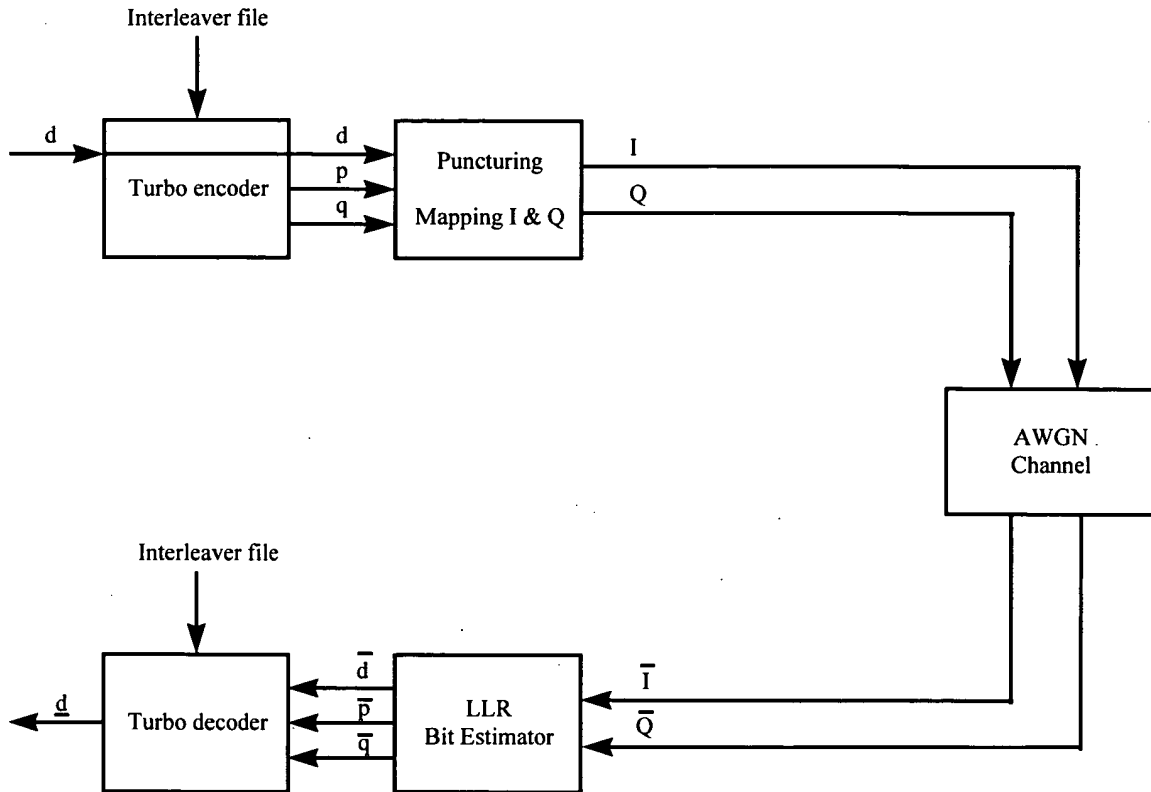 Interleaver file
d
Turbo encoder
d
p
q
Puncturing
Mapping I & Q
I
Q
AWGN
Channel
Interleaver file
d̲
Turbo decoder
d̅
p̅
q̅
LLR
Bit Estimator
I̅
Q̅